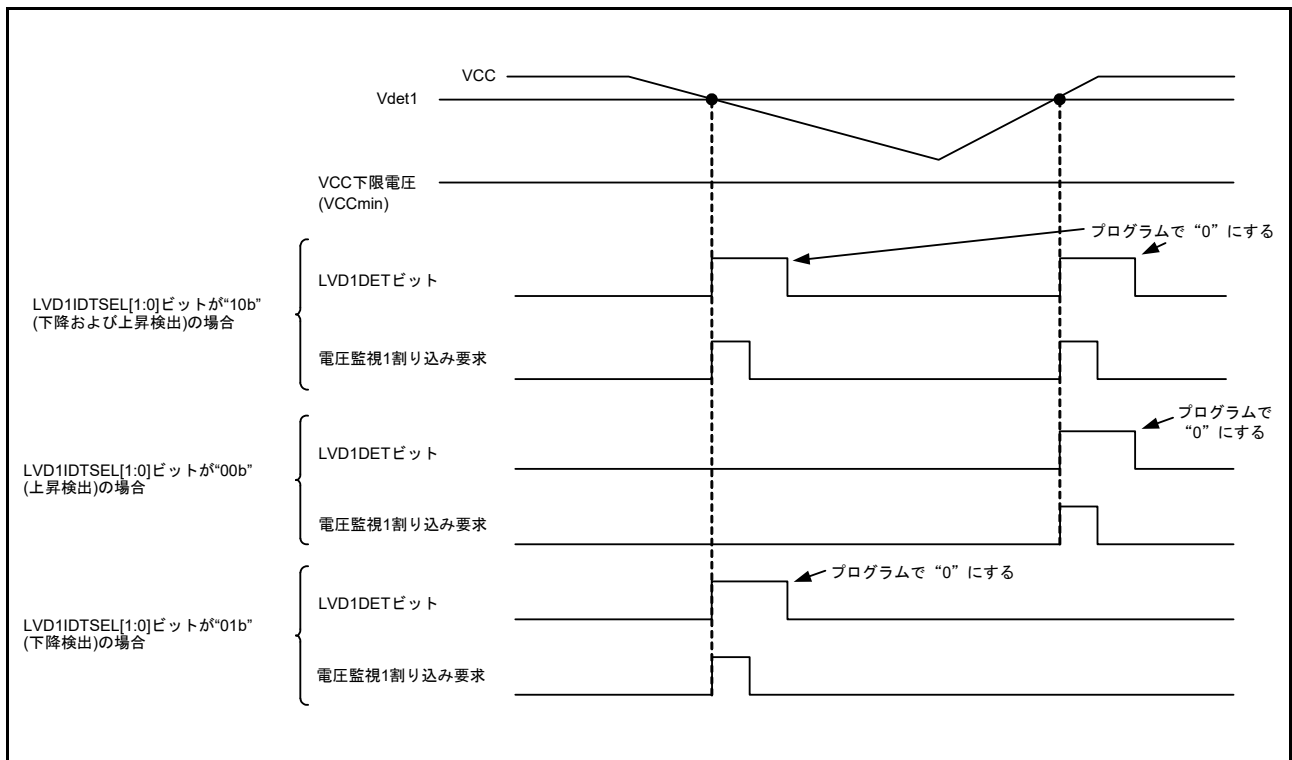 VCC
Vdet1
VCC下限電圧
(VCCmin)
プログラムで“0”にする
LVD1IDTSEL[1:0]ビットが“10b”
(下降および上昇検出)の場合
LVD1DETビット
電圧監視1割り込み要求
プログラムで
“0”にする
LVD1IDTSEL[1:0]ビットが“00b”
(上昇検出)の場合
LVD1DETビット
電圧監視1割り込み要求
プログラムで“0”にする
LVD1IDTSEL[1:0]ビットが“01b”
(下降検出)の場合
LVD1DETビット
電圧監視1割り込み要求